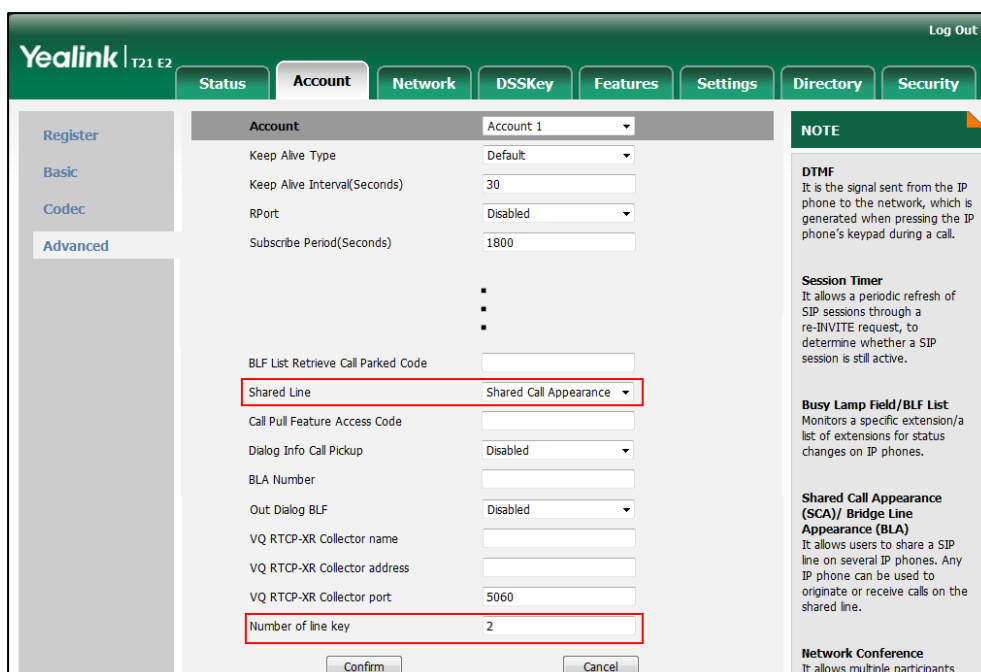 Log Out
Yealink T21 E2
Status Account Network DSSKey Features Settings Directory Security
Register
Basic
Codec
Advanced
Account Account 1
Keep Alive Type Default
Keep Alive Interval(Seconds) 30
RPort Disabled
Subscribe Period(Seconds) 1800
BLF List Retrieve Call Parked Code
Shared Line Shared Call Appearance
Call Pull Feature Access Code
Dialog Info Call Pickup Disabled
BLA Number
Out Dialog BLF Disabled
VQ RTCP-XR Collector name
VQ RTCP-XR Collector address
VQ RTCP-XR Collector port 5060
Number of line key 2
Confirm Cancel
NOTE
DTMF
It is the signal sent from the IP
phone to the network, which is
generated when pressing the IP
phone's keypad during a call.
Session Timer
It allows a periodic refresh of
SIP sessions through a
re-INVITE request, to
determine whether a SIP
session is still active.
Busy Lamp Field/BLF List
Monitors a specific extension/a
list of extensions for status
changes on IP phones.
Shared Call Appearance
(SCA)/ Bridge Line
Appearance (BLA)
It allows users to share a SIP
line on several IP phones. Any
IP phone can be used to
originate or receive calls on the
shared line.
Network Conference
It allows multiple participants